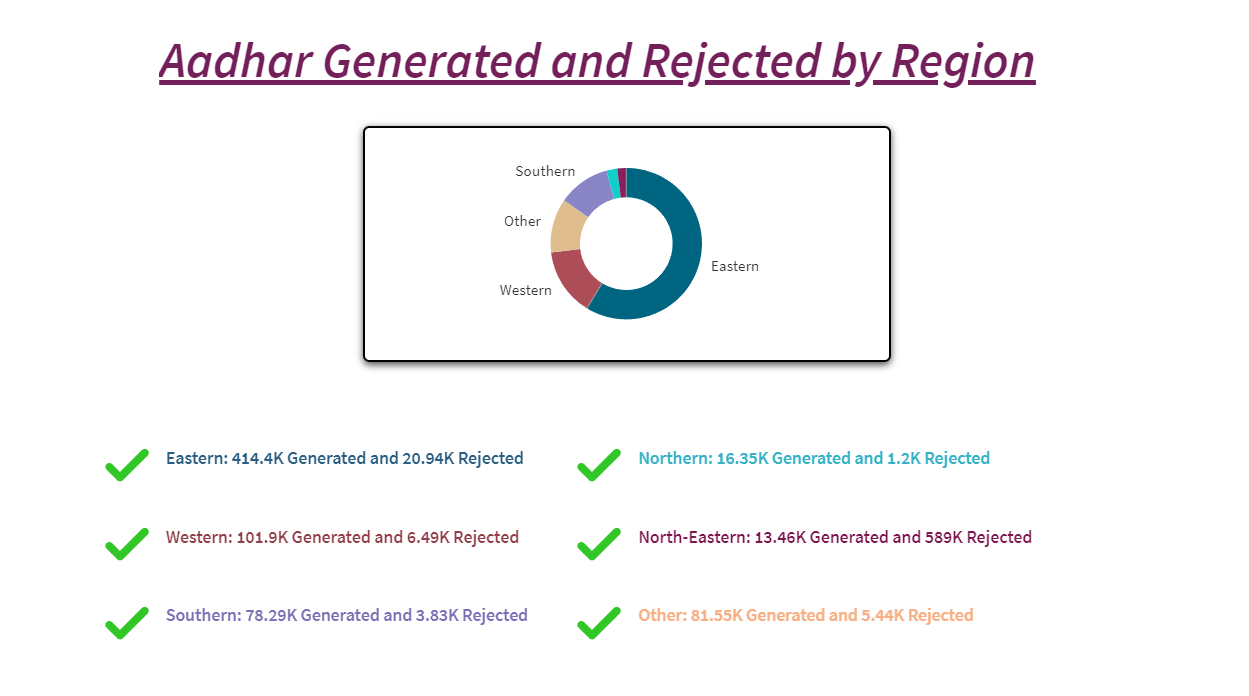 Aadhar Generated and Rejected by Region
Southern
Other
Eastern
Western
Eastern: 414.4K Generated and 20.94K Rejected
Northern: 16.35K Generated and 1.2K Rejected
Western: 101.9K Generated and 6.49K Rejected
North-Eastern: 13.46K Generated and 589K Rejected
Southern: 78.29K Generated and 3.83K Rejected
Other: 81.55K Generated and 5.44K Rejected